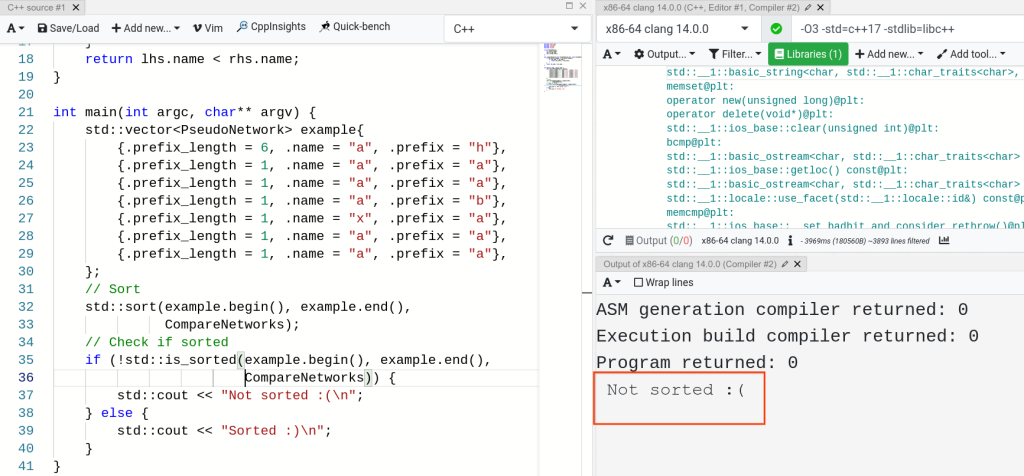 C++ source #1 ✕
A▾ Save/Load + Add new...▾ Vim CppInsights Quick-bench
C++
18 return lhs.name < rhs.name;
19 }
20
21 int main(int argc, char** argv) {
22 std::vector<PseudoNetwork> example{
23 {.prefix_length = 6, .name = "a", .prefix = "h"},
24 {.prefix_length = 1, .name = "a", .prefix = "a"},
25 {.prefix_length = 1, .name = "a", .prefix = "a"},
26 {.prefix_length = 1, .name = "a", .prefix = "b"},
27 {.prefix_length = 1, .name = "x", .prefix = "a"},
28 {.prefix_length = 1, .name = "a", .prefix = "a"},
29 {.prefix_length = 1, .name = "a", .prefix = "a"},
30 };
31 // Sort
32 std::sort(example.begin(), example.end(),
33 CompareNetworks);
34 // Check if sorted
35 if (!std::is_sorted(example.begin(), example.end(),
36 CompareNetworks)) {
37 std::cout << "Not sorted :(\n";
38 } else {
39 std::cout << "Sorted :)\n";
40 }
41 }
x86-64 clang 14.0.0 (C++, Editor #1, Compiler #2) ✕
x86-64 clang 14.0.0 -O3 -std=c++17 -stdlib=libc++
A▾ Output...▾ Filter...▾ Libraries (1) + Add new...▾ Add tool...▾
std::__1::basic_string<char, std::__1::char_traits<char>,
memset@plt:
operator new(unsigned long)@plt:
operator delete(void*)@plt:
std::__1::ios_base::clear(unsigned int)@plt:
bcmp@plt:
std::__1::basic_ostream<char, std::__1::char_traits<char>
std::__1::ios_base::getloc() const@plt:
std::__1::basic_ostream<char, std::__1::char_traits<char>
std::__1::locale::use_facet(std::__1::locale::id&) const@p
memcmp@plt:
std::__1::ios_base::__set_badbit_and_consider_rethrow()@pl
Output (0/0) x86-64 clang 14.0.0 i - 3969ms (180560B) ~3893 lines filtered
Output of x86-64 clang 14.0.0 (Compiler #2) ✕
A▾ Wrap lines
ASM generation compiler returned: 0
Execution build compiler returned: 0
Program returned: 0
Not sorted :(